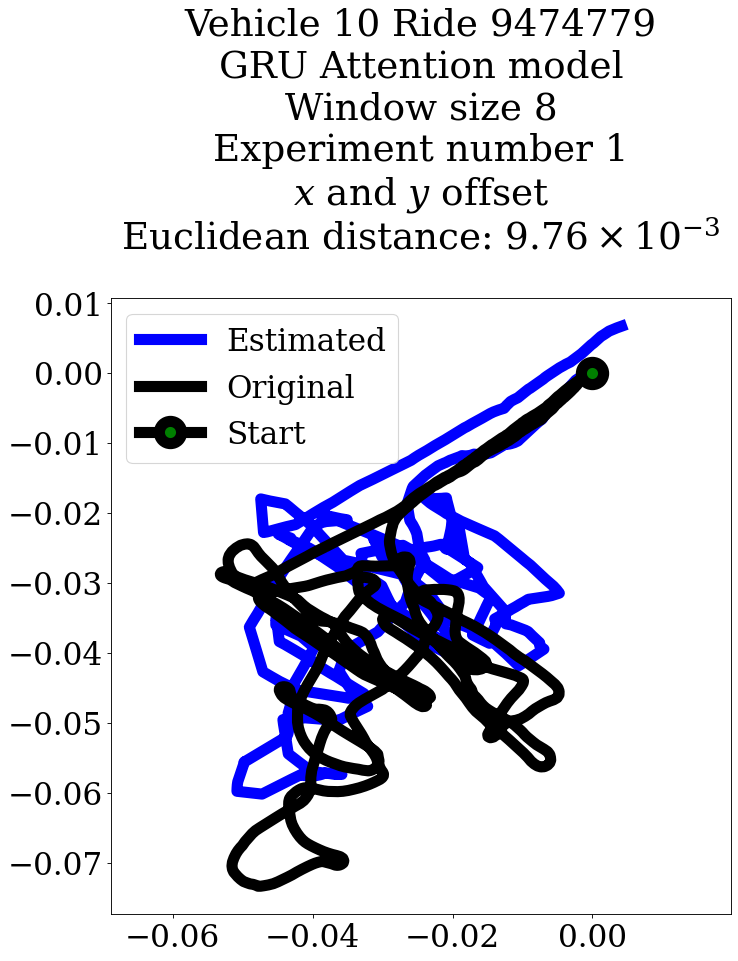 Vehicle 10 Ride 9474779
GRU Attention model
Window size 8
Experiment number 1
x and y offset
Euclidean distance: 9.76 × 10⁻³
0.01
Estimated
0.00
Original
−0.01
Start
−0.02
−0.03
−0.04
−0.05
−0.06
−0.07
−0.06 −0.04 −0.02 0.00